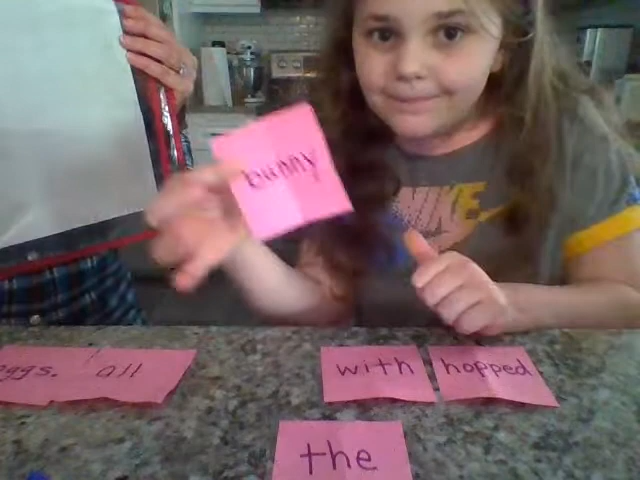 bunny
NIKE
eggs. all
with hopped
the